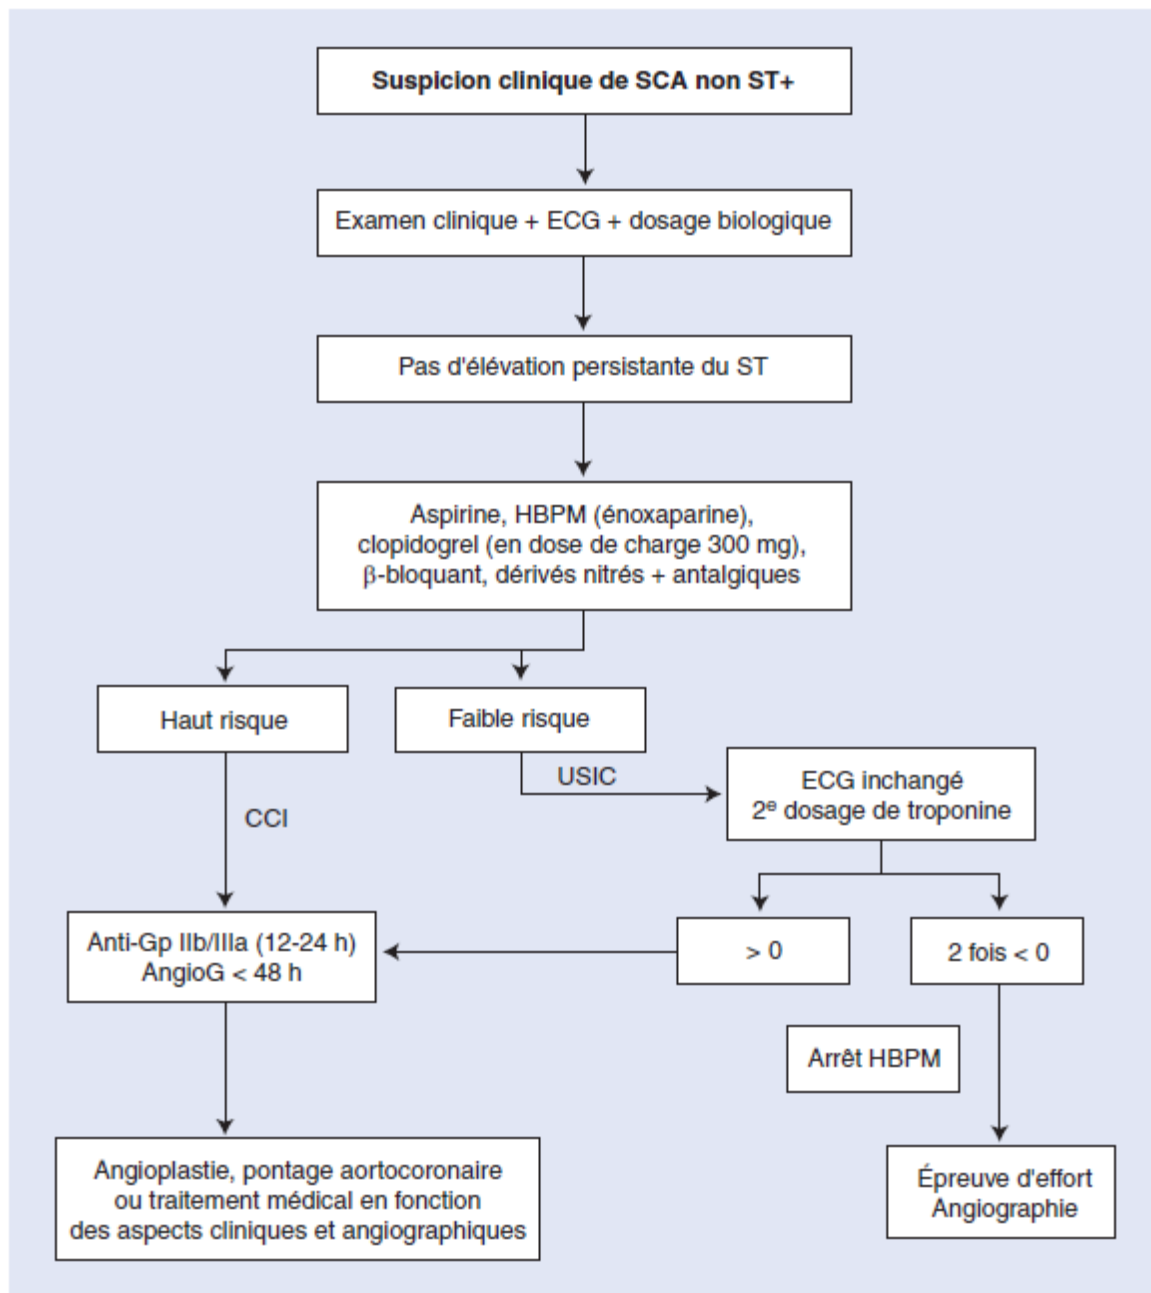 Suspicion clinique de SCA non ST+
Examen clinique + ECG + dosage biologique
Pas d'élévation persistante du ST
Aspirine, HBPM (énoxaparine),
clopidogrel (en dose de charge 300 mg),
β-bloquant, dérivés nitrés + antalgiques
Haut risque
Faible risque
USIC
ECG inchangé
2e dosage de troponine
CCI
Anti-Gp IIb/IIIa (12-24 h)
AngioG < 48 h
> 0
2 fois < 0
Arrêt HBPM
Angioplastie, pontage aortocoronaire
ou traitement médical en fonction
des aspects cliniques et angiographiques
Épreuve d'effort
Angiographie